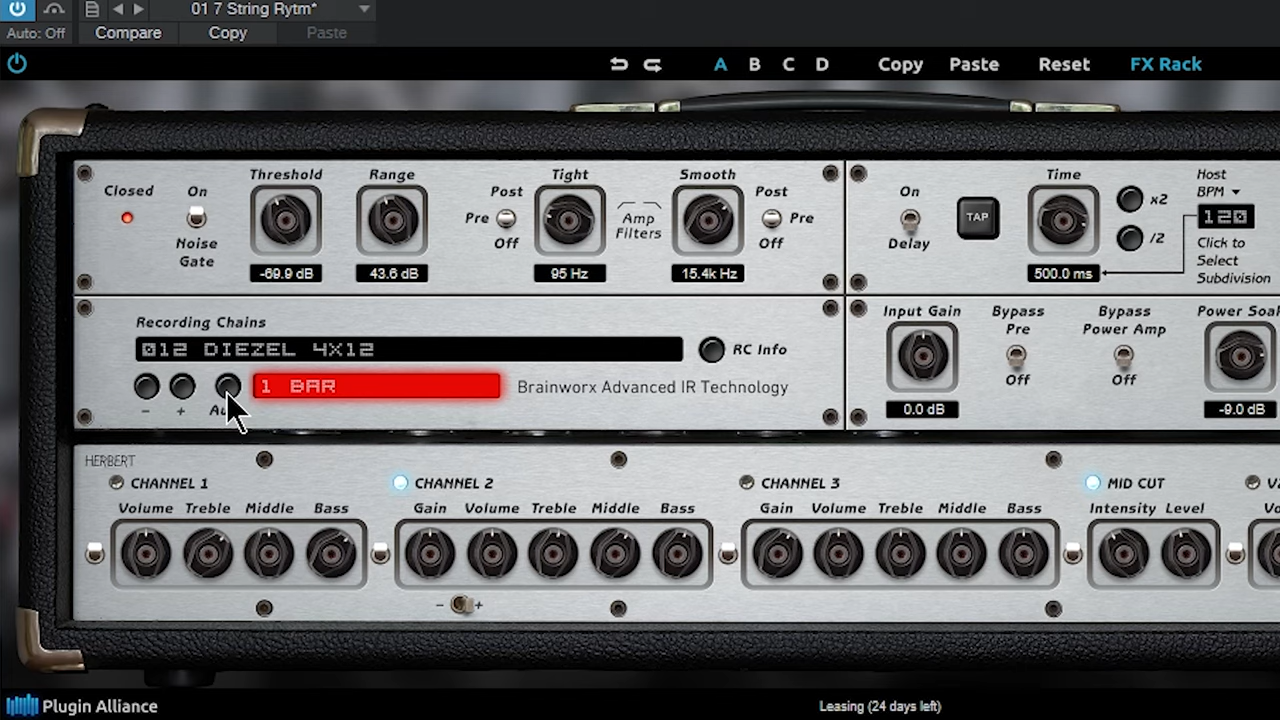 01 7 String Rytm*
Auto: Off Compare Copy Paste
A B C D Copy Paste Reset FX Rack
Closed On Threshold Range Post Tight Smooth Post On Time Host
BPM
Pre Amp Pre TAP x2 120
Noise Filters Delay /2 Click to
Gate Off Off Select
-69.9 dB 43.6 dB 95 Hz 15.4k Hz 500.0 ms Subdivision
Recording Chains Input Gain Bypass Bypass
Pre Power Amp
012 DIEZEL 4X12 RC Info
1 BAR Brainworx Advanced IR Technology Off Off
- + 0.0 dB -9.0 dB
HERBERT
CHANNEL 1 CHANNEL 2 CHANNEL 3 MID CUT
Volume Treble Middle Bass Gain Volume Treble Middle Bass Gain Volume Treble Middle Bass Intensity Level
- +
Plugin Alliance Leasing (24 days left)